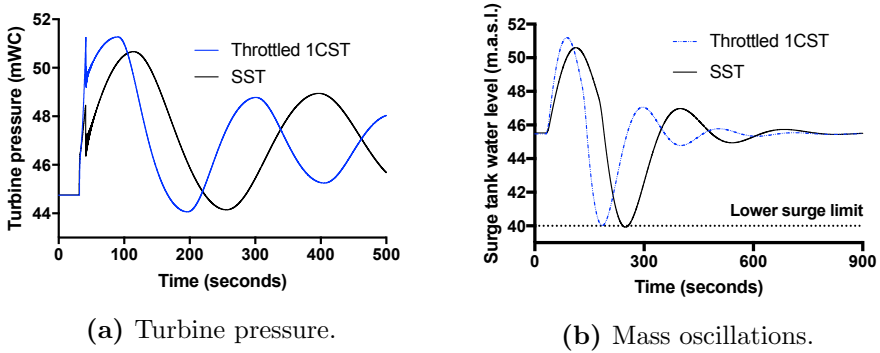 52
50
48
46
44
Turbine pressure (mWC)
Throttled 1CST
SST
0 100 200 300 400 500
Time (seconds)
(a) Turbine pressure.
52
50
48
46
44
42
40
Surge tank water level (m.a.s.l.)
Throttled 1CST
SST
Lower surge limit
0 300 600 900
Time (seconds)
(b) Mass oscillations.